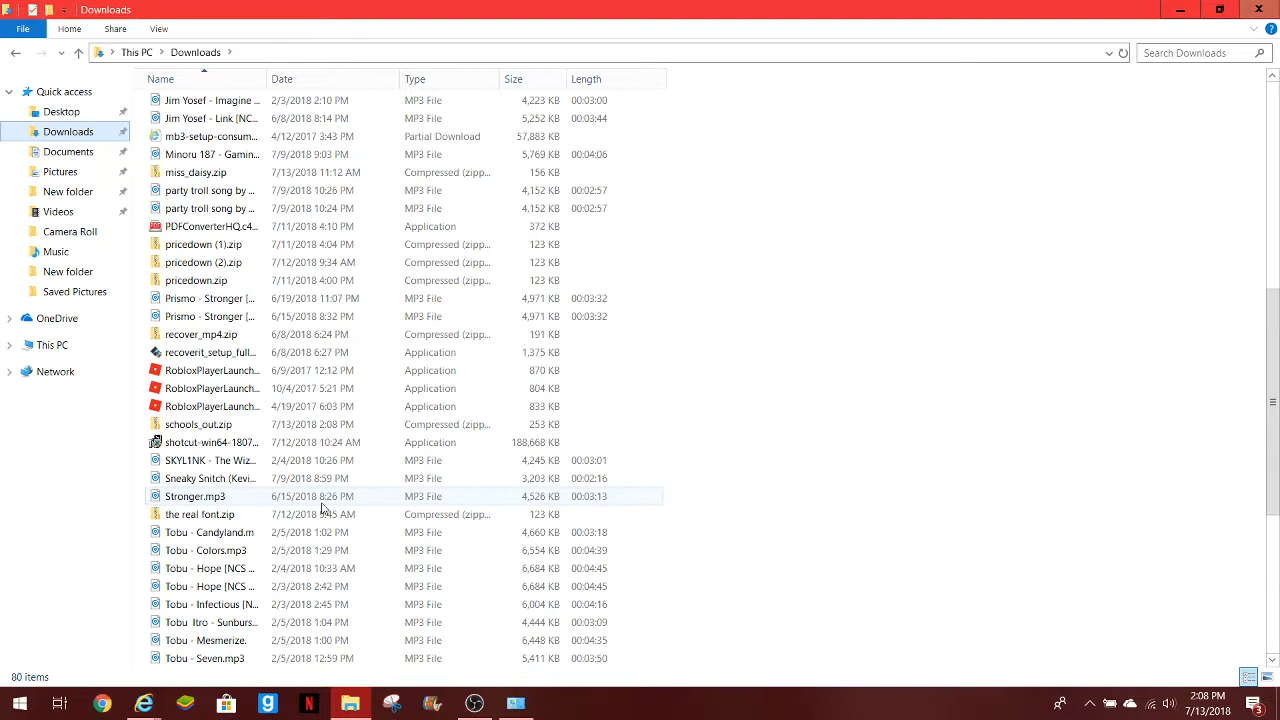 Downloads
File Home Share View
This PC Downloads Search Downloads
Name Date Type Size Length
Quick access
Desktop
Downloads
Documents
Pictures
New folder
Videos
Camera Roll
Music
New folder
Saved Pictures
OneDrive
This PC
Network
Jim Yosef - Imagine ... 2/3/2018 2:10 PM MP3 File 4,223 KB 00:03:00
Jim Yosef - Link [NC... 6/8/2018 8:14 PM MP3 File 5,252 KB 00:03:44
mb3-setup-consum... 4/12/2017 3:43 PM Partial Download 57,883 KB
Minoru 187 - Gamin... 7/9/2018 9:03 PM MP3 File 5,769 KB 00:04:06
miss_daisy.zip 7/13/2018 11:12 AM Compressed (zipp... 156 KB
party troll song by ... 7/9/2018 10:26 PM MP3 File 4,152 KB 00:02:57
party troll song by ... 7/9/2018 10:24 PM MP3 File 4,152 KB 00:02:57
PDFConverterHQ.c4... 7/11/2018 4:10 PM Application 372 KB
pricedown (1).zip 7/11/2018 4:04 PM Compressed (zipp... 123 KB
pricedown (2).zip 7/12/2018 9:34 AM Compressed (zipp... 123 KB
pricedown.zip 7/11/2018 4:00 PM Compressed (zipp... 123 KB
Prismo - Stronger [... 6/19/2018 11:07 PM MP3 File 4,971 KB 00:03:32
Prismo - Stronger [... 6/15/2018 8:32 PM MP3 File 4,971 KB 00:03:32
recover_mp4.zip 6/8/2018 6:24 PM Compressed (zipp... 191 KB
recoverit_setup_full... 6/8/2018 6:27 PM Application 1,375 KB
RobloxPlayerLaunch... 6/9/2017 12:12 PM Application 870 KB
RobloxPlayerLaunch... 10/4/2017 5:21 PM Application 804 KB
RobloxPlayerLaunch... 4/19/2017 6:03 PM Application 833 KB
schools_out.zip 7/13/2018 2:08 PM Compressed (zipp... 253 KB
shotcut-win64-1807... 7/12/2018 10:24 AM Application 188,668 KB
SKYL1NK - The Wiz... 2/4/2018 10:26 PM MP3 File 4,245 KB 00:03:01
Sneaky Snitch (Kevi... 7/9/2018 8:59 PM MP3 File 3,203 KB 00:02:16
Stronger.mp3 6/15/2018 8:26 PM MP3 File 4,526 KB 00:03:13
the real font.zip 7/12/2018 :45 AM Compressed (zipp... 123 KB
Tobu - Candyland.m 2/5/2018 1:02 PM MP3 File 4,660 KB 00:03:18
Tobu - Colors.mp3 2/5/2018 1:29 PM MP3 File 6,554 KB 00:04:39
Tobu - Hope [NCS ... 2/4/2018 10:33 AM MP3 File 6,684 KB 00:04:45
Tobu - Hope [NCS ... 2/3/2018 2:42 PM MP3 File 6,684 KB 00:04:45
Tobu - Infectious [N... 2/3/2018 2:45 PM MP3 File 6,004 KB 00:04:16
Tobu Itro - Sunburs... 2/5/2018 1:04 PM MP3 File 4,444 KB 00:03:09
Tobu - Mesmerize. 2/5/2018 1:00 PM MP3 File 6,448 KB 00:04:35
Tobu - Seven.mp3 2/5/2018 12:59 PM MP3 File 5,411 KB 00:03:50
80 items
2:08 PM
7/13/2018
3